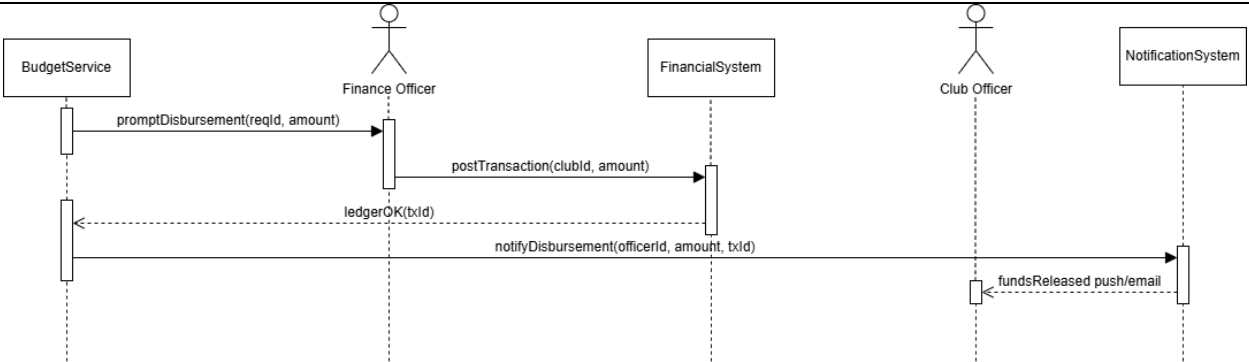 BudgetService
Finance Officer
FinancialSystem
Club Officer
NotificationSystem
promptDisbursement(reqId, amount)
postTransaction(clubId, amount)
ledgerOK(txId)
notifyDisbursement(officerId, amount, txId)
fundsReleased push/email